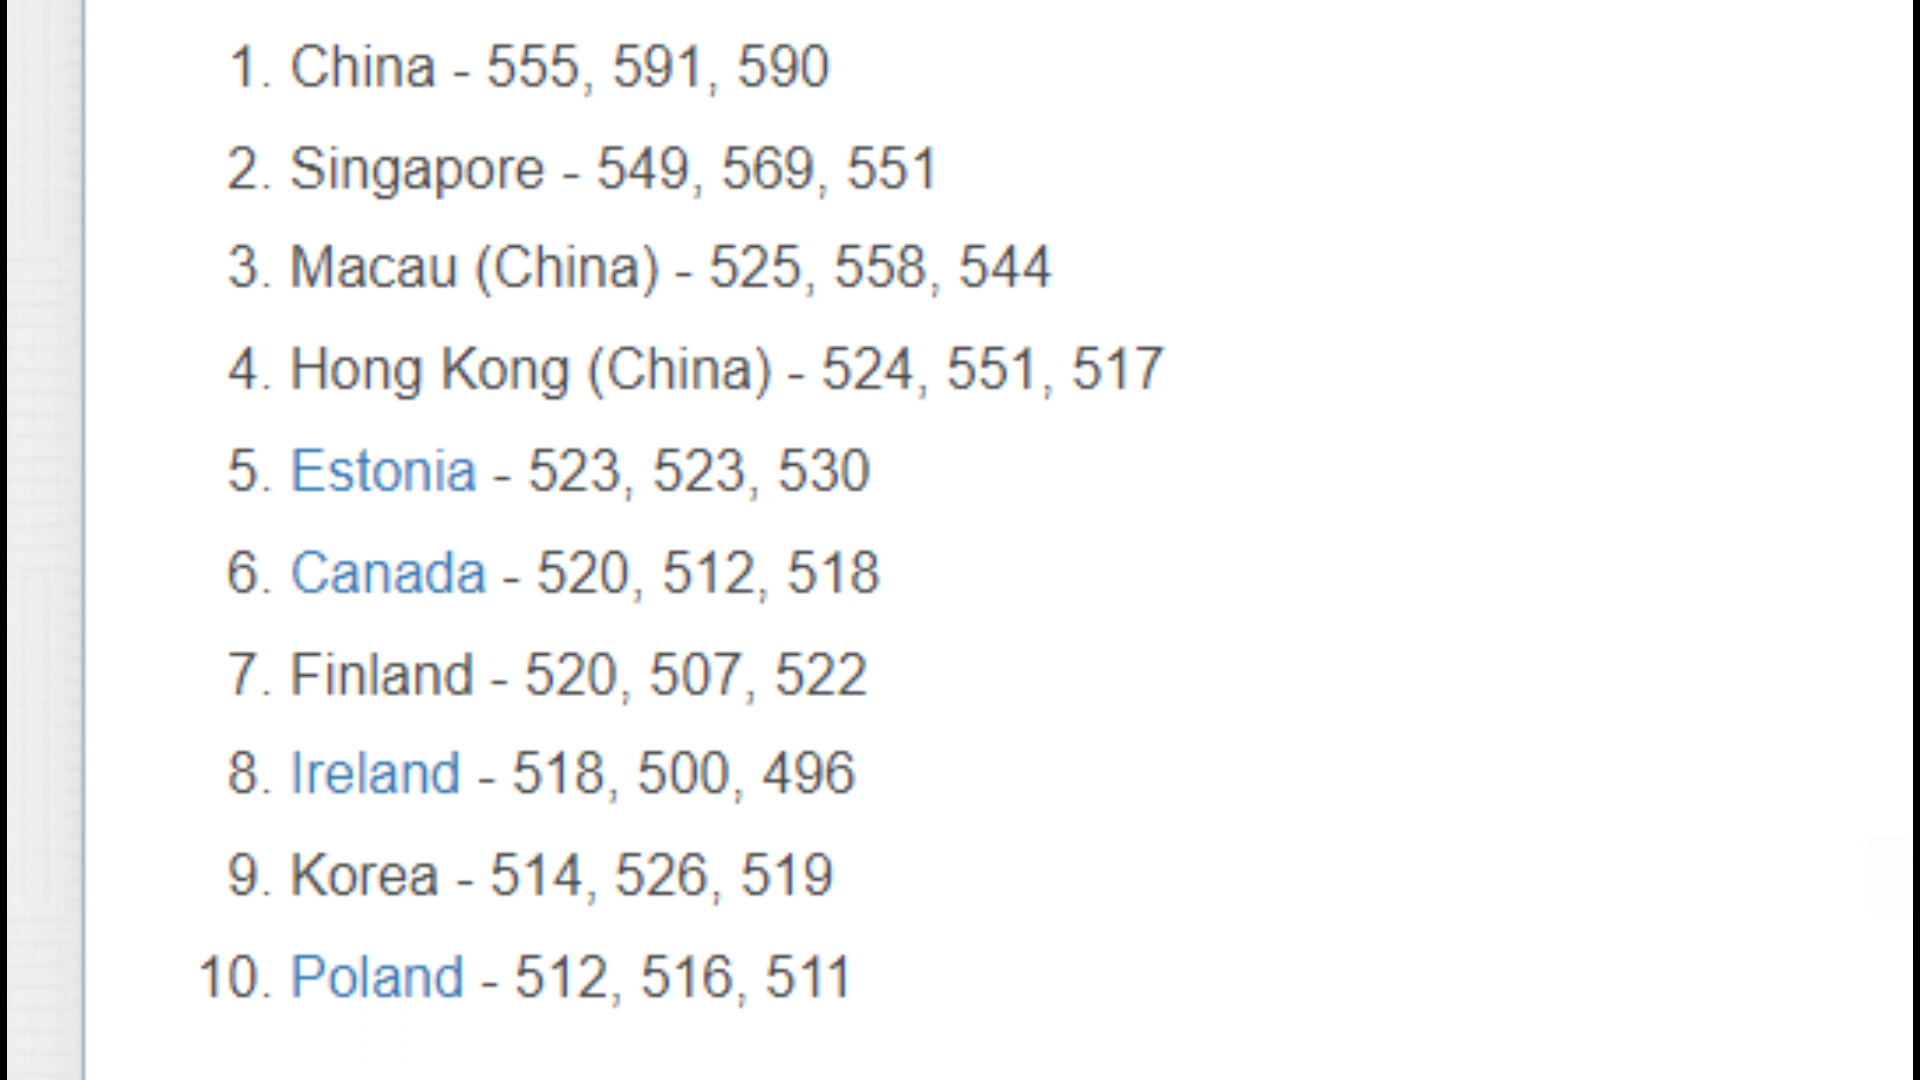 1. China - 555, 591, 590
2. Singapore - 549, 569, 551
3. Macau (China) - 525, 558, 544
4. Hong Kong (China) - 524, 551, 517
5. Estonia - 523, 523, 530
6. Canada - 520, 512, 518
7. Finland - 520, 507, 522
8. Ireland - 518, 500, 496
9. Korea - 514, 526, 519
10. Poland - 512, 516, 511